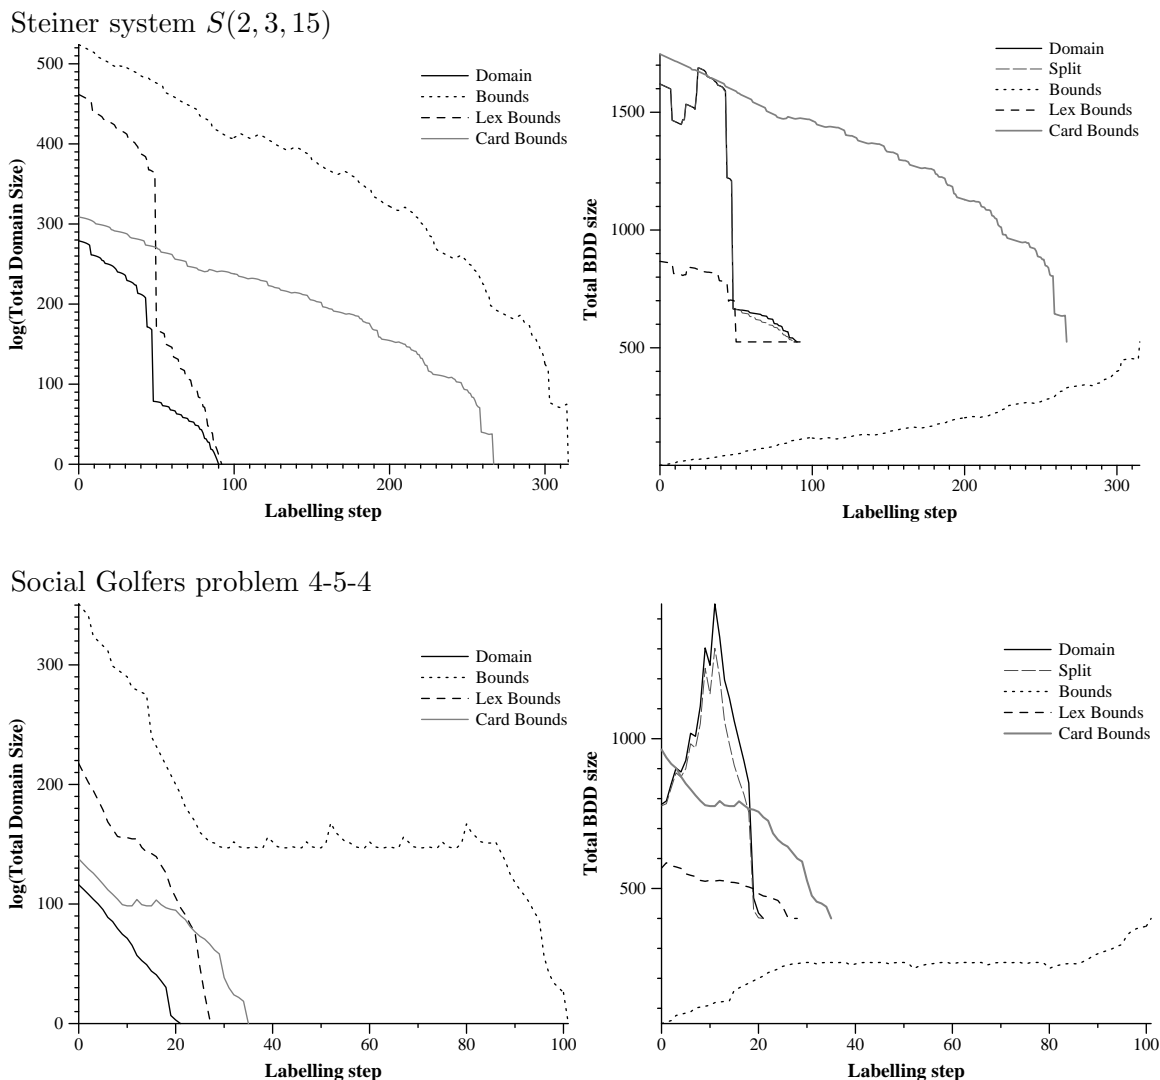 Steiner system S(2, 3, 15)
log(Total Domain Size)
500
400
300
200
100
0
0
100
200
300
Labelling step
Domain
Bounds
Lex Bounds
Card Bounds
Total BDD size
1500
1000
500
0
100
200
300
Labelling step
Domain
Split
Bounds
Lex Bounds
Card Bounds
Social Golfers problem 4-5-4
log(Total Domain Size)
300
200
100
0
0
20
40
60
80
100
Labelling step
Domain
Bounds
Lex Bounds
Card Bounds
Total BDD size
1000
500
0
20
40
60
80
100
Labelling step
Domain
Split
Bounds
Lex Bounds
Card Bounds